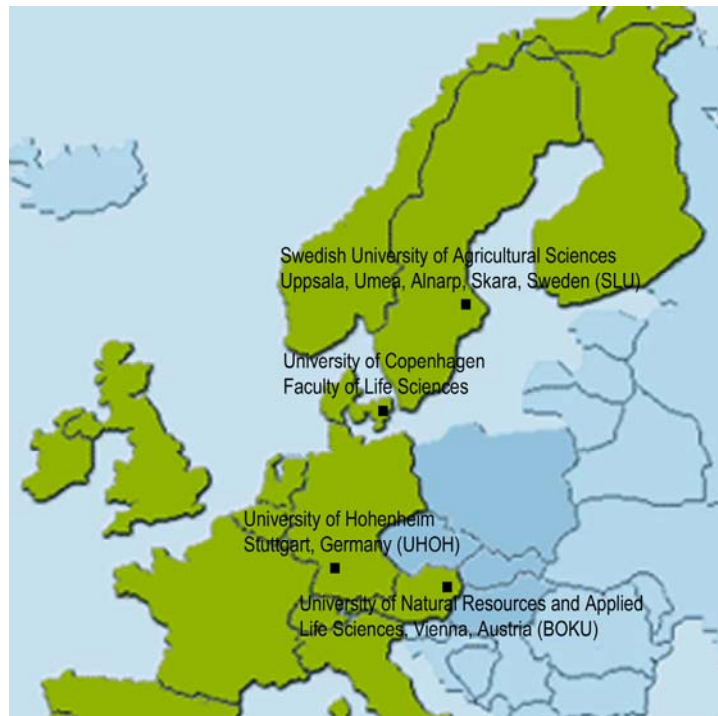 Swedish University of Agricultural Sciences
Uppsala, Umea, Alnarp, Skara, Sweden (SLU)
University of Copenhagen
Faculty of Life Sciences
University of Hohenheim
Stuttgart, Germany (UHOH)
University of Natural Resources and Applied
Life Sciences, Vienna, Austria (BOKU)